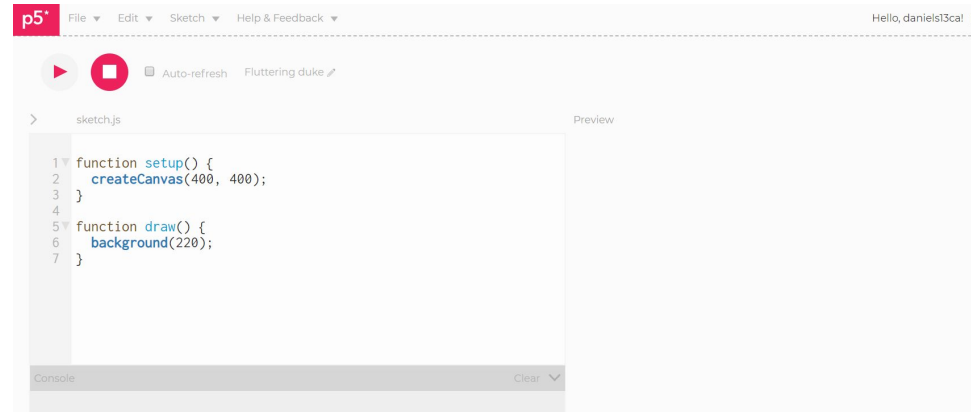 p5* File Edit Sketch Help & Feedback Hello, daniels13ca!
Auto-refresh Fluttering duke
sketch.js Preview
1 function setup() {
2   createCanvas(400, 400);
3 }
4
5 function draw() {
6   background(220);
7 }
Console Clear